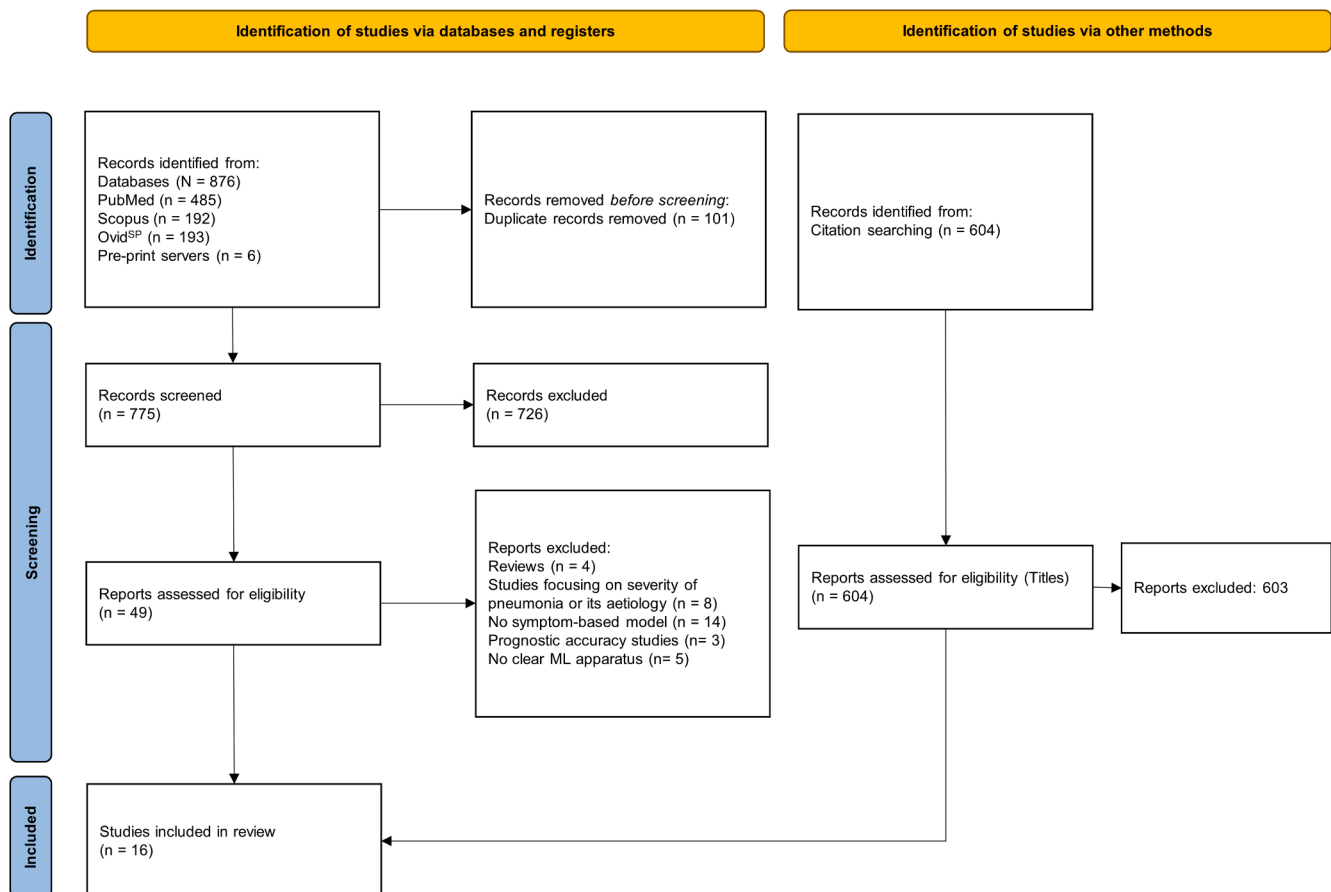 Identification of studies via databases and registers
Identification of studies via other methods
Identification
Records identified from:
Databases (N = 876)
PubMed (n = 485)
Scopus (n = 192)
Ovid^SP (n = 193)
Pre-print servers (n = 6)
Records removed before screening:
Duplicate records removed (n = 101)
Records identified from:
Citation searching (n = 604)
Screening
Records screened
(n = 775)
Records excluded
(n = 726)
Reports assessed for eligibility
(n = 49)
Reports excluded:
Reviews (n = 4)
Studies focusing on severity of
pneumonia or its aetiology (n = 8)
No symptom-based model (n = 14)
Prognostic accuracy studies (n= 3)
No clear ML apparatus (n= 5)
Reports assessed for eligibility (Titles)
(n = 604)
Reports excluded: 603
Included
Studies included in review
(n = 16)